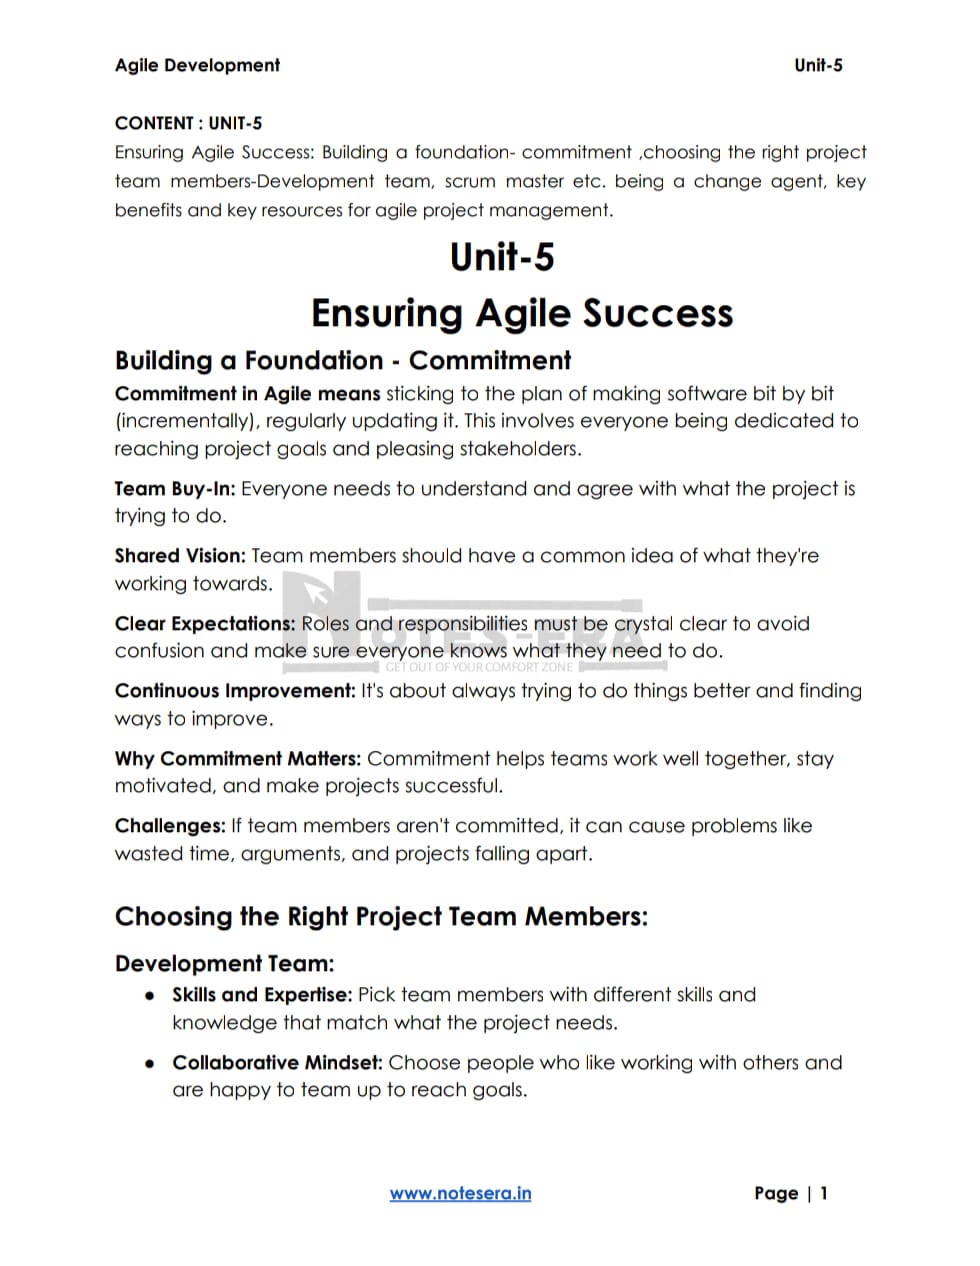 Agile Development Unit-5
CONTENT : UNIT-5
Ensuring Agile Success: Building a foundation- commitment ,choosing the right project
team members-Development team, scrum master etc. being a change agent, key
benefits and key resources for agile project management.
Unit-5
Ensuring Agile Success
Building a Foundation - Commitment
Commitment in Agile means sticking to the plan of making software bit by bit
(incrementally), regularly updating it. This involves everyone being dedicated to
reaching project goals and pleasing stakeholders.
Team Buy-In: Everyone needs to understand and agree with what the project is
trying to do.
Shared Vision: Team members should have a common idea of what they're
working towards.
Clear Expectations: Roles and responsibilities must be crystal clear to avoid
confusion and make sure everyone knows what they need to do.
NOTES-ERA
GET OUT OF YOUR COMFORT ZONE
Continuous Improvement: It's about always trying to do things better and finding
ways to improve.
Why Commitment Matters: Commitment helps teams work well together, stay
motivated, and make projects successful.
Challenges: If team members aren't committed, it can cause problems like
wasted time, arguments, and projects falling apart.
Choosing the Right Project Team Members:
Development Team:
● Skills and Expertise: Pick team members with different skills and
knowledge that match what the project needs.
● Collaborative Mindset: Choose people who like working with others and
are happy to team up to reach goals.
www.notesera.in Page | 1